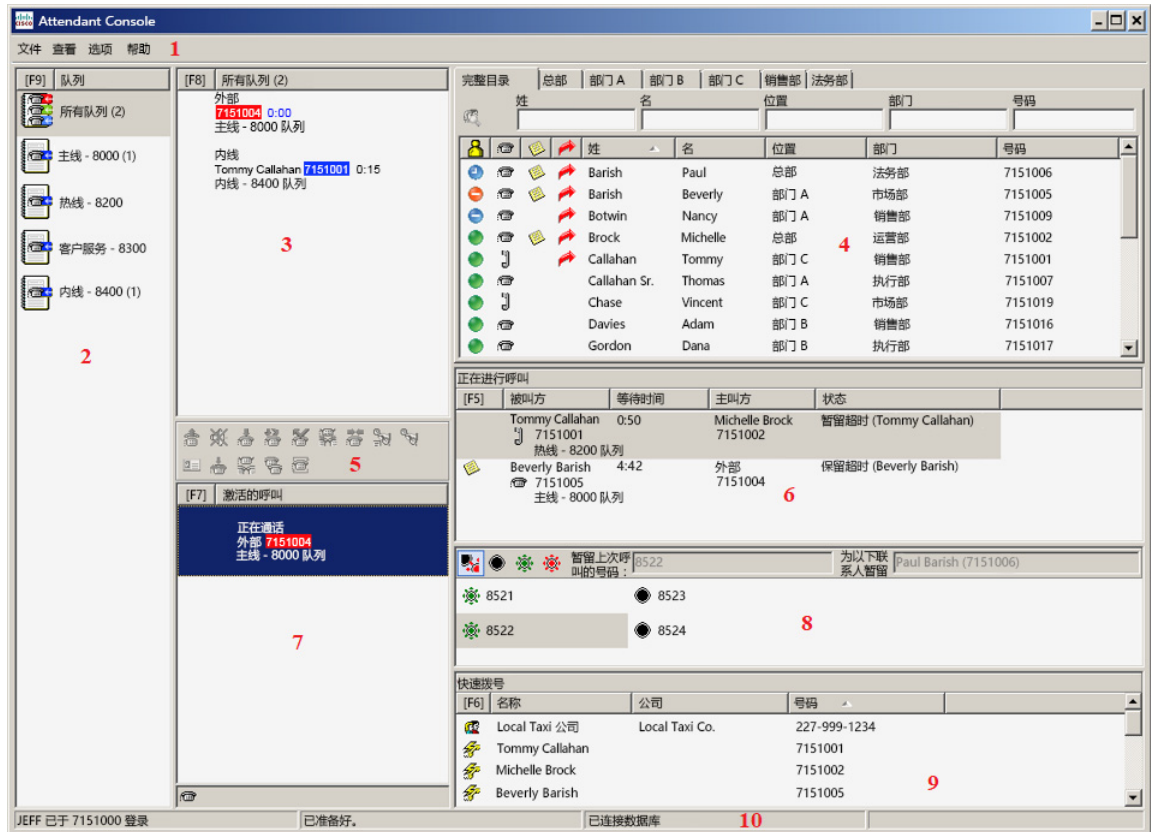 CISCO Attendant Console
文件 查看 选项 帮助 1
[F9] 队列
所有队列 (2)
主线 - 8000 (1)
热线 - 8200
客户服务 - 8300
内线 - 8400 (1)
2
[F8] 所有队列 (2)
外部
7151004 0:00
主线 - 8000 队列
内线
Tommy Callahan 7151001 0:15
内线 - 8400 队列
3
5
[F7] 激活的呼叫
正在通话
外部 7151004
主线 - 8000 队列
7
完整目录 总部 部门 A 部门 B 部门 C 销售部 法务部
姓 名 位置 部门 号码
姓 名 位置 部门 号码
Barish Paul 总部 法务部 7151006
Barish Beverly 部门 A 市场部 7151005
Botwin Nancy 部门 A 销售部 7151009
Brock Michelle 总部 运营部 7151002
4
Callahan Tommy 部门 C 销售部 7151001
Callahan Sr. Thomas 部门 A 执行部 7151007
Chase Vincent 部门 C 市场部 7151019
Davies Adam 部门 B 销售部 7151016
Gordon Dana 部门 B 执行部 7151017
正在进行呼叫
[F5] 被叫方 等待时间 主叫方 状态
Tommy Callahan 0:50 Michelle Brock 暂留超时 (Tommy Callahan)
7151001 7151002
热线 - 8200 队列
Beverly Barish 4:42 外部 保留超时 (Beverly Barish)
7151005 7151004
主线 - 8000 队列
6
暂留上次呼叫的号码： 8522 为以下联系人暂留 Paul Barish (7151006)
8521 8523
8522 8524
8
快速拨号
[F6] 名称 公司 号码
Local Taxi 公司 Local Taxi Co. 227-999-1234
Tommy Callahan 7151001
Michelle Brock 7151002
Beverly Barish 7151005
9
JEFF 已于 7151000 登录 已准备好。 已连接数据库 10